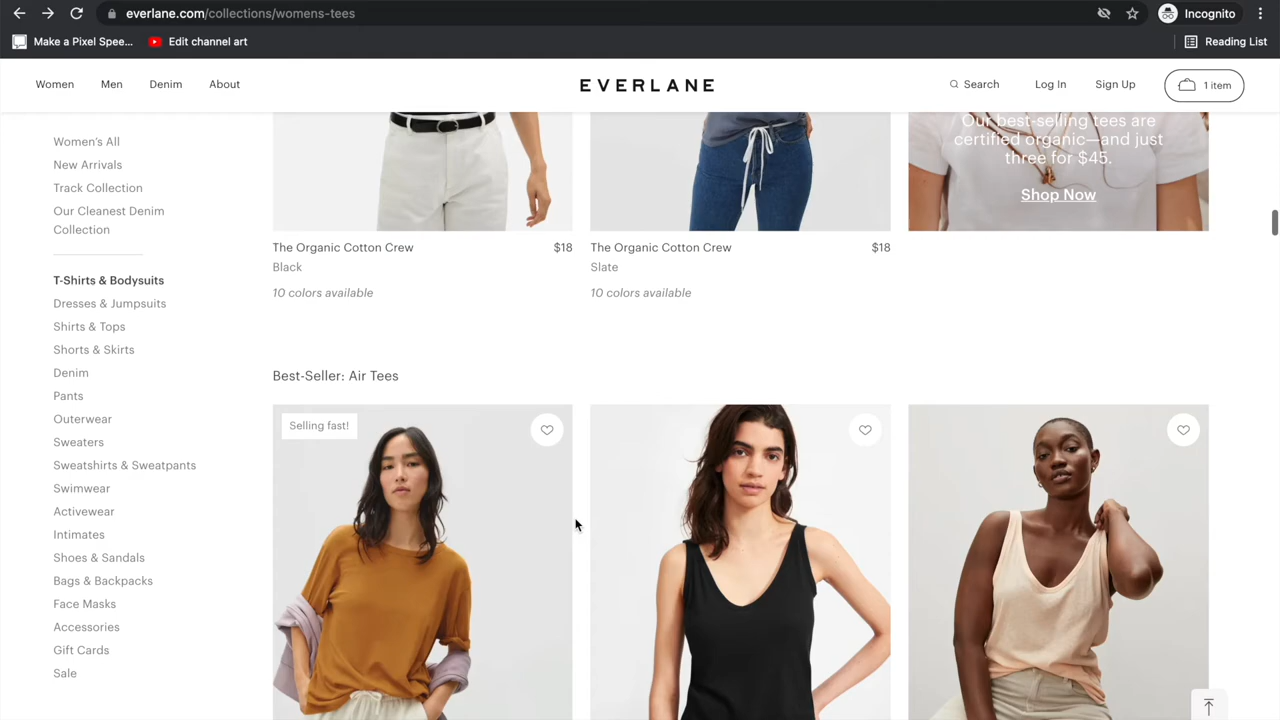 everlane.com/collections/womens-tees
Incognito
Make a Pixel Spee...
Edit channel art
Reading List
Women
Men
Denim
About
EVERLANE
Search
Log In
Sign Up
1 item
Women's All
New Arrivals
Track Collection
Our Cleanest Denim
Collection
T-Shirts & Bodysuits
Dresses & Jumpsuits
Shirts & Tops
Shorts & Skirts
Denim
Pants
Outerwear
Sweaters
Sweatshirts & Sweatpants
Swimwear
Activewear
Intimates
Shoes & Sandals
Bags & Backpacks
Face Masks
Accessories
Gift Cards
Sale
Our best-selling tees are
certified organic—and just
three for $45.
Shop Now
The Organic Cotton Crew
$18
Black
10 colors available
The Organic Cotton Crew
$18
Slate
10 colors available
Best-Seller: Air Tees
Selling fast!